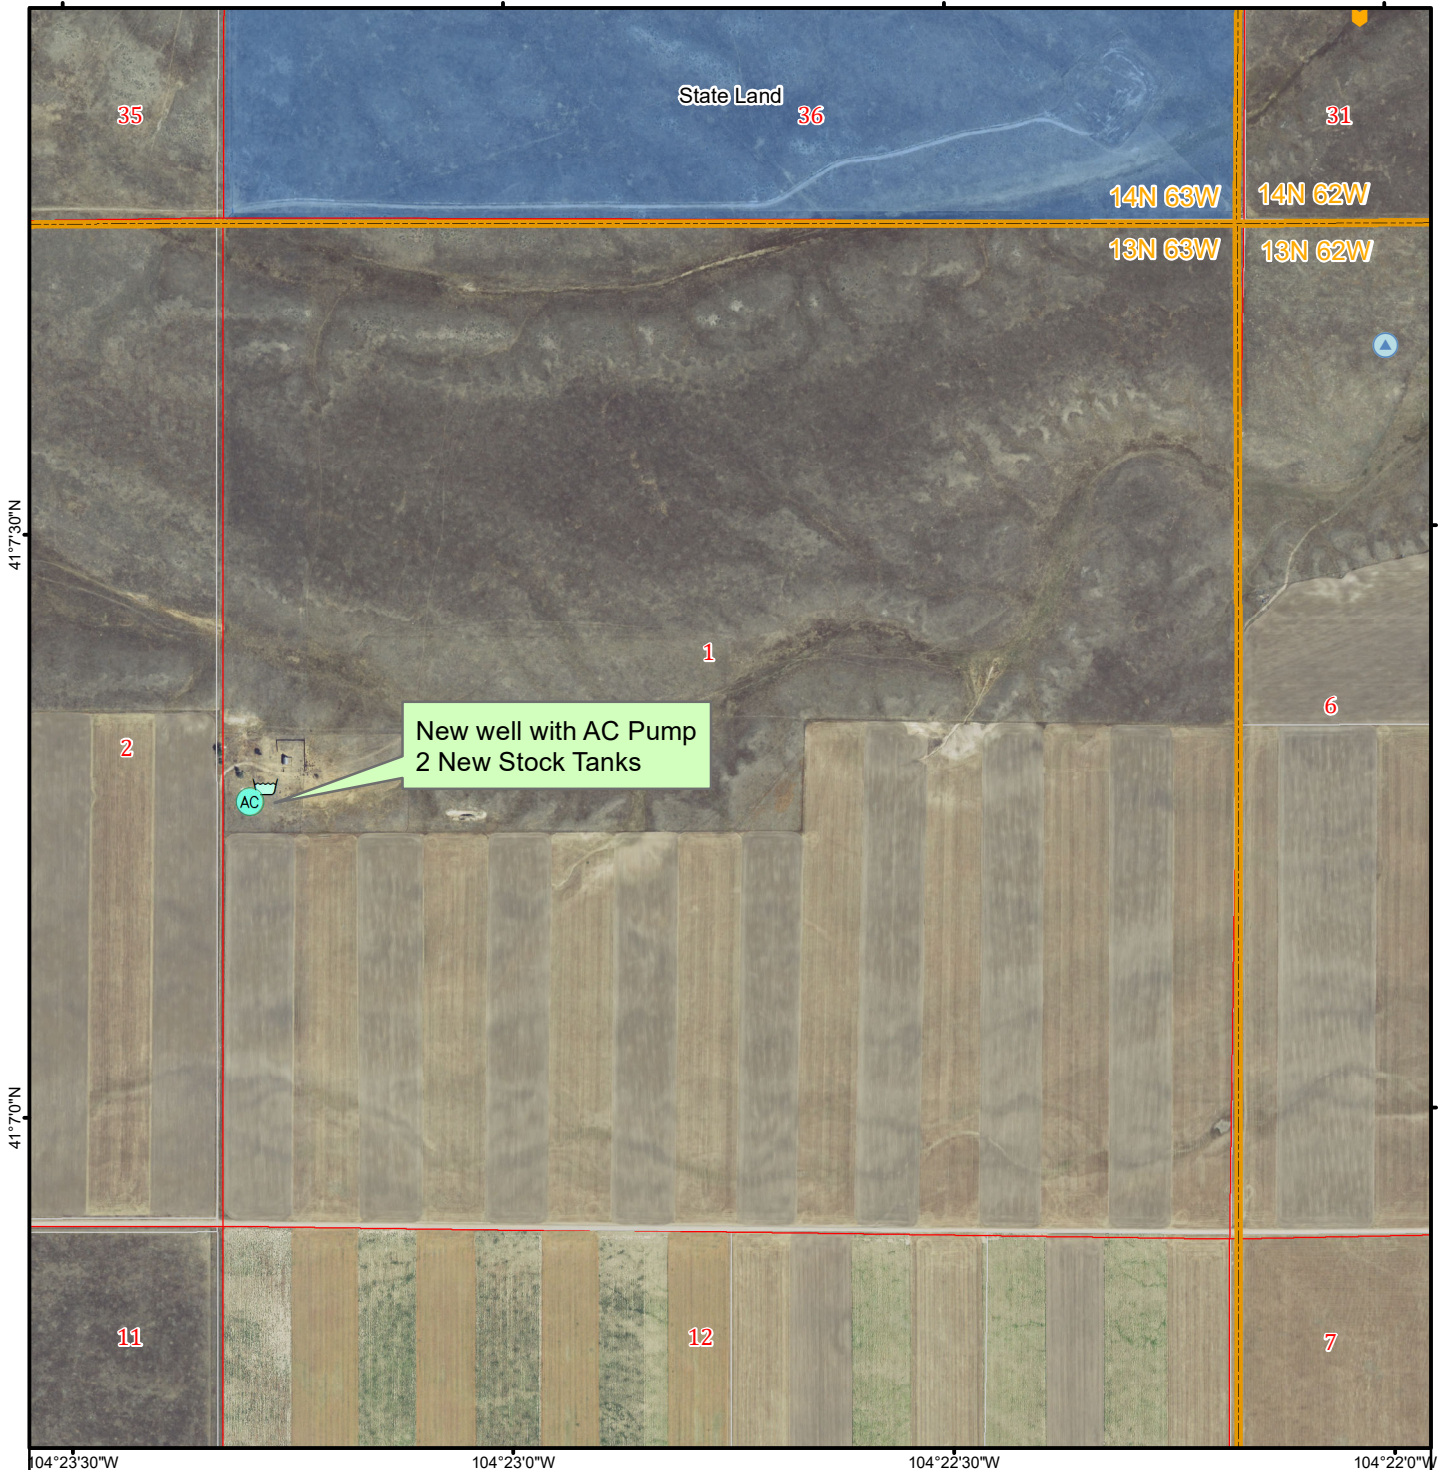 State Land
35
36
31
14N 63W
14N 62W
13N 63W
13N 62W
41°7'30"N
1
6
New well with AC Pump
2 New Stock Tanks
2
AC
41°7'0"N
11
12
7
104°23'30"W
104°23'0"W
104°22'30"W
104°22'0"W